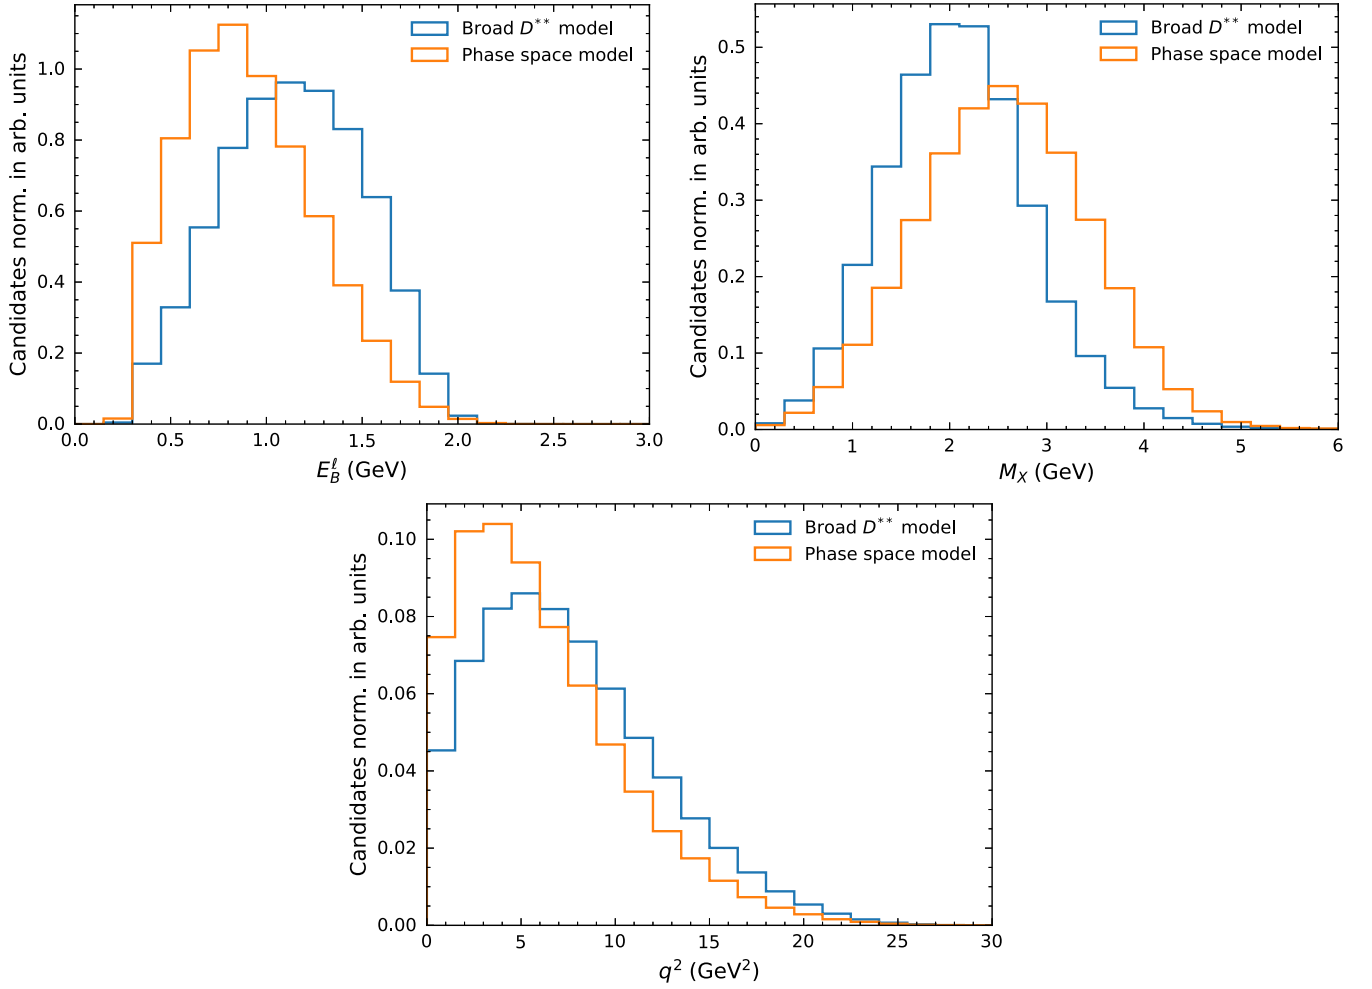 Candidates norm. in arb. units
1.0
0.8
0.6
0.4
0.2
0.0
0.0 0.5 1.0 1.5 2.0 2.5 3.0
E_B^ℓ (GeV)
Broad D** model
Phase space model
Candidates norm. in arb. units
0.5
0.4
0.3
0.2
0.1
0.0
0 1 2 3 4 5 6
M_X (GeV)
Broad D** model
Phase space model
Candidates norm. in arb. units
0.10
0.08
0.06
0.04
0.02
0.00
0 5 10 15 20 25 30
q² (GeV²)
Broad D** model
Phase space model